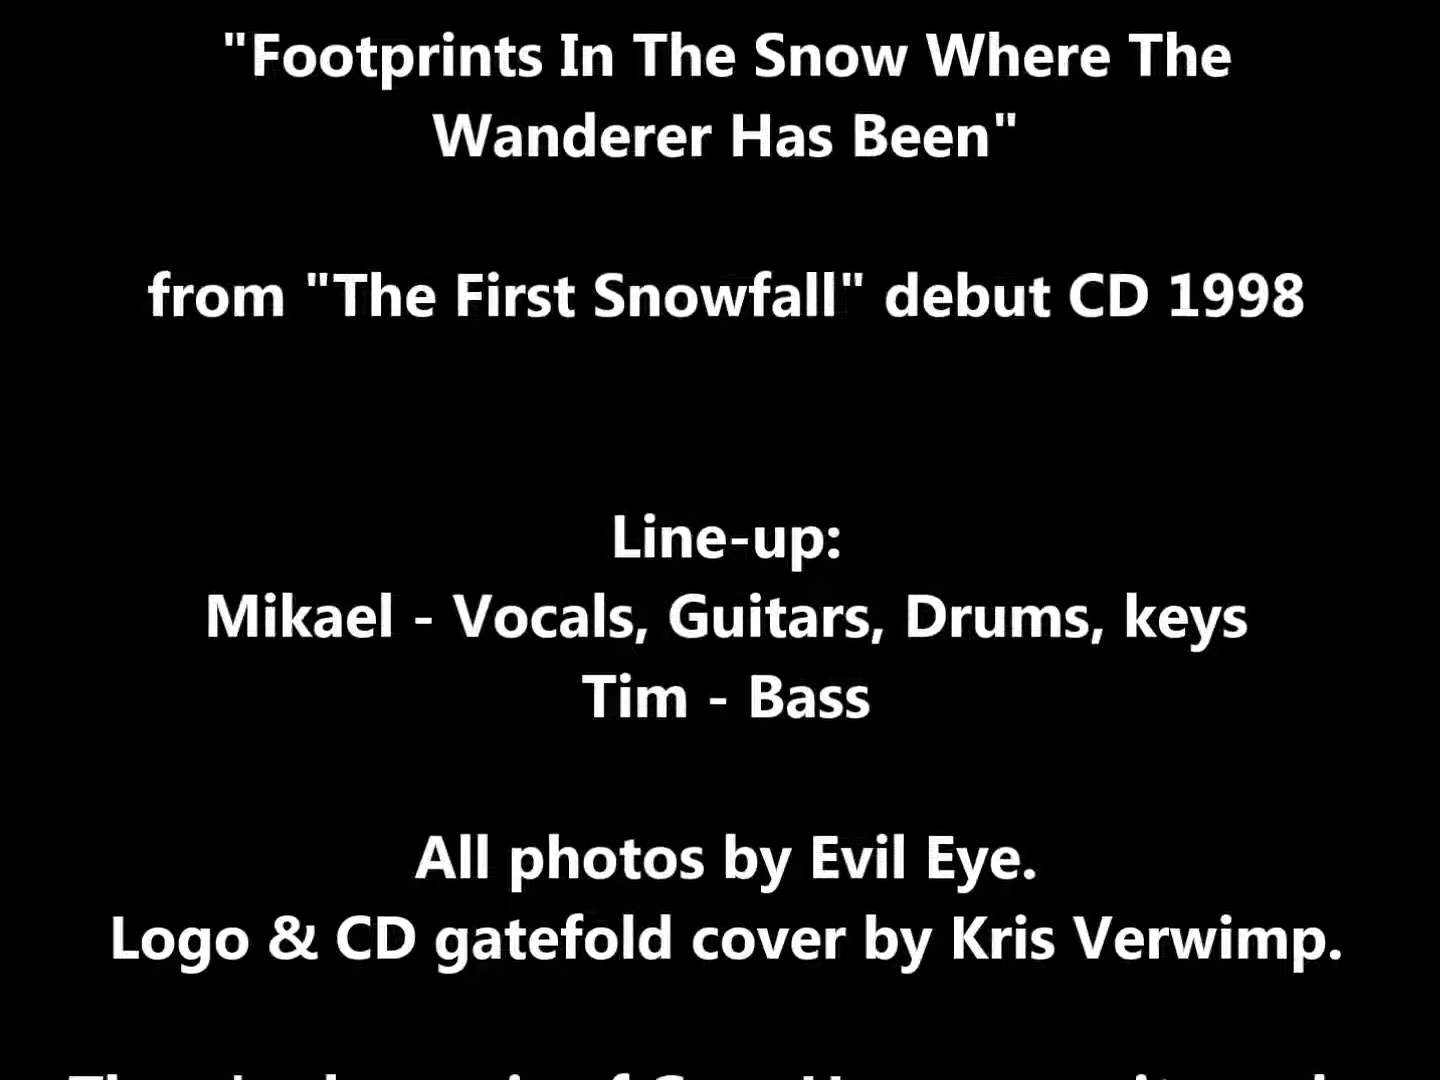 "Footprints In The Snow Where The
Wanderer Has Been"
from "The First Snowfall" debut CD 1998
Line-up:
Mikael - Vocals, Guitars, Drums, keys
Tim - Bass
All photos by Evil Eye.
Logo & CD gatefold cover by Kris Verwimp.